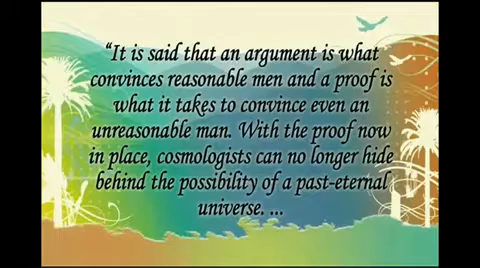 “It is said that an argument is what
convinces reasonable men and a proof is
what it takes to convince even an
unreasonable man. With the proof now
in place, cosmologists can no longer hide
behind the possibility of a past-eternal
universe. ...